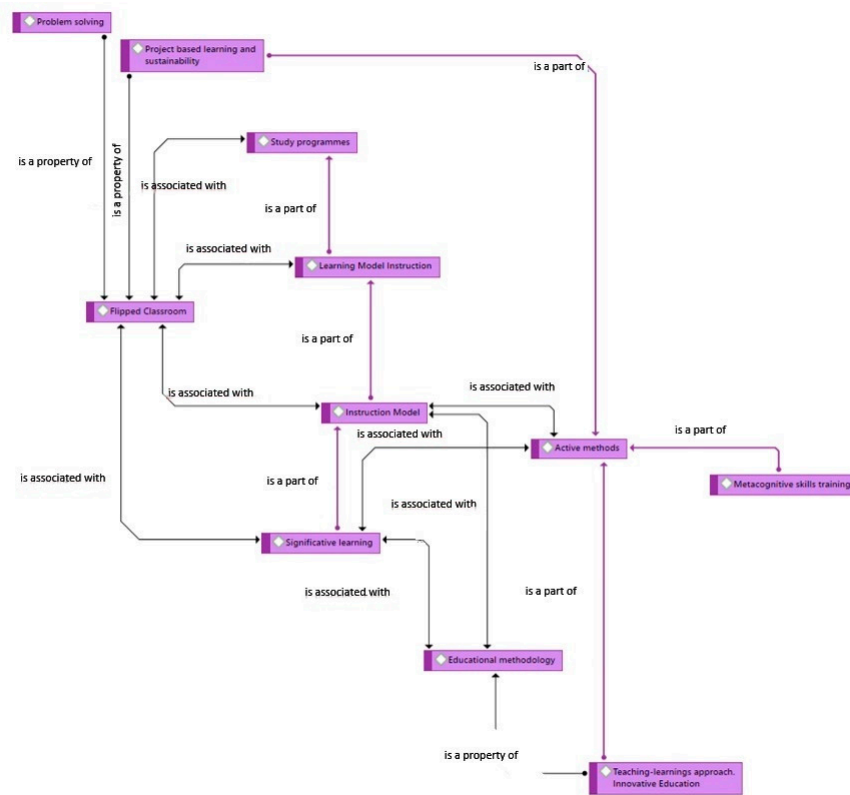 Problem solving
Project based learning and
sustainability
is a part of
Study programmes
is a property of
is a property of
is associated with
is a part of
is associated with
Learning Model Instruction
Flipped Classroom
is a part of
is associated with
is associated with
Instruction Model
is associated with
is a part of
Active methods
is associated with
is a part of
Metacognitive skills training
is associated with
Significative learning
is associated with
is a part of
Educational methodology
is a property of
Teaching-learnings approach.
Innovative Education